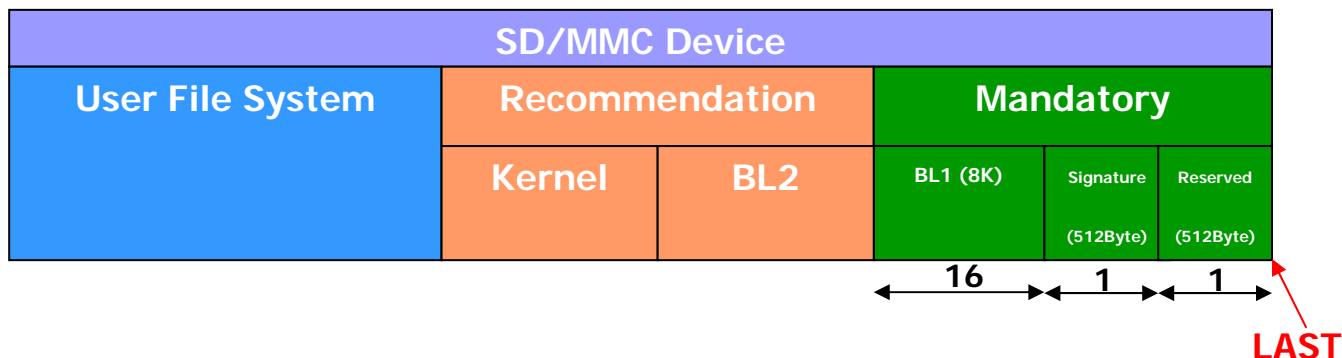 SD/MMC Device
User File System
Recommendation
Mandatory
Kernel
BL2
BL1 (8K)
Signature
(512Byte)
Reserved
(512Byte)
16
1
1
LAST